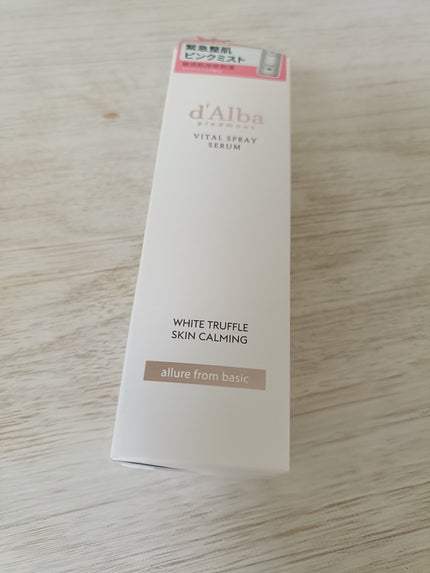 緊急整肌
ピンクミスト
d'Alba
piedmont
VITAL SPRAY
SERUM
WHITE TRUFFLE
SKIN CALMING
allure from basic